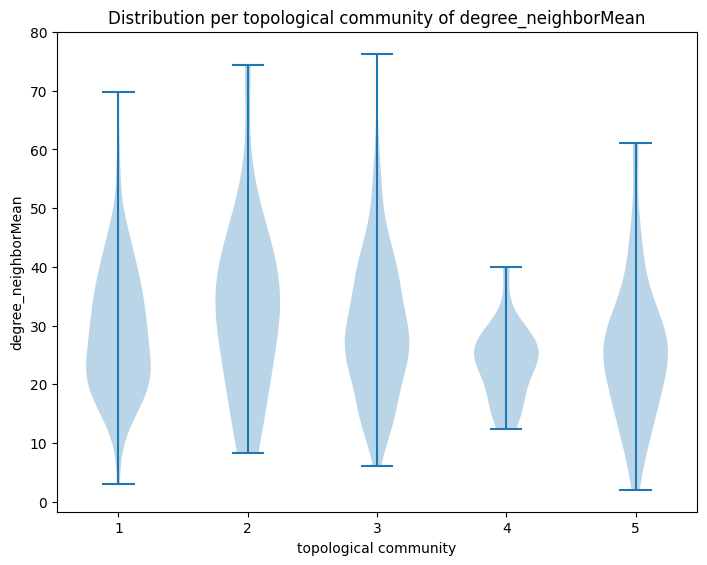 Distribution per topological community of degree_neighborMean
degree_neighborMean
80
70
60
50
40
30
20
10
0
1 2 3 4 5
topological community